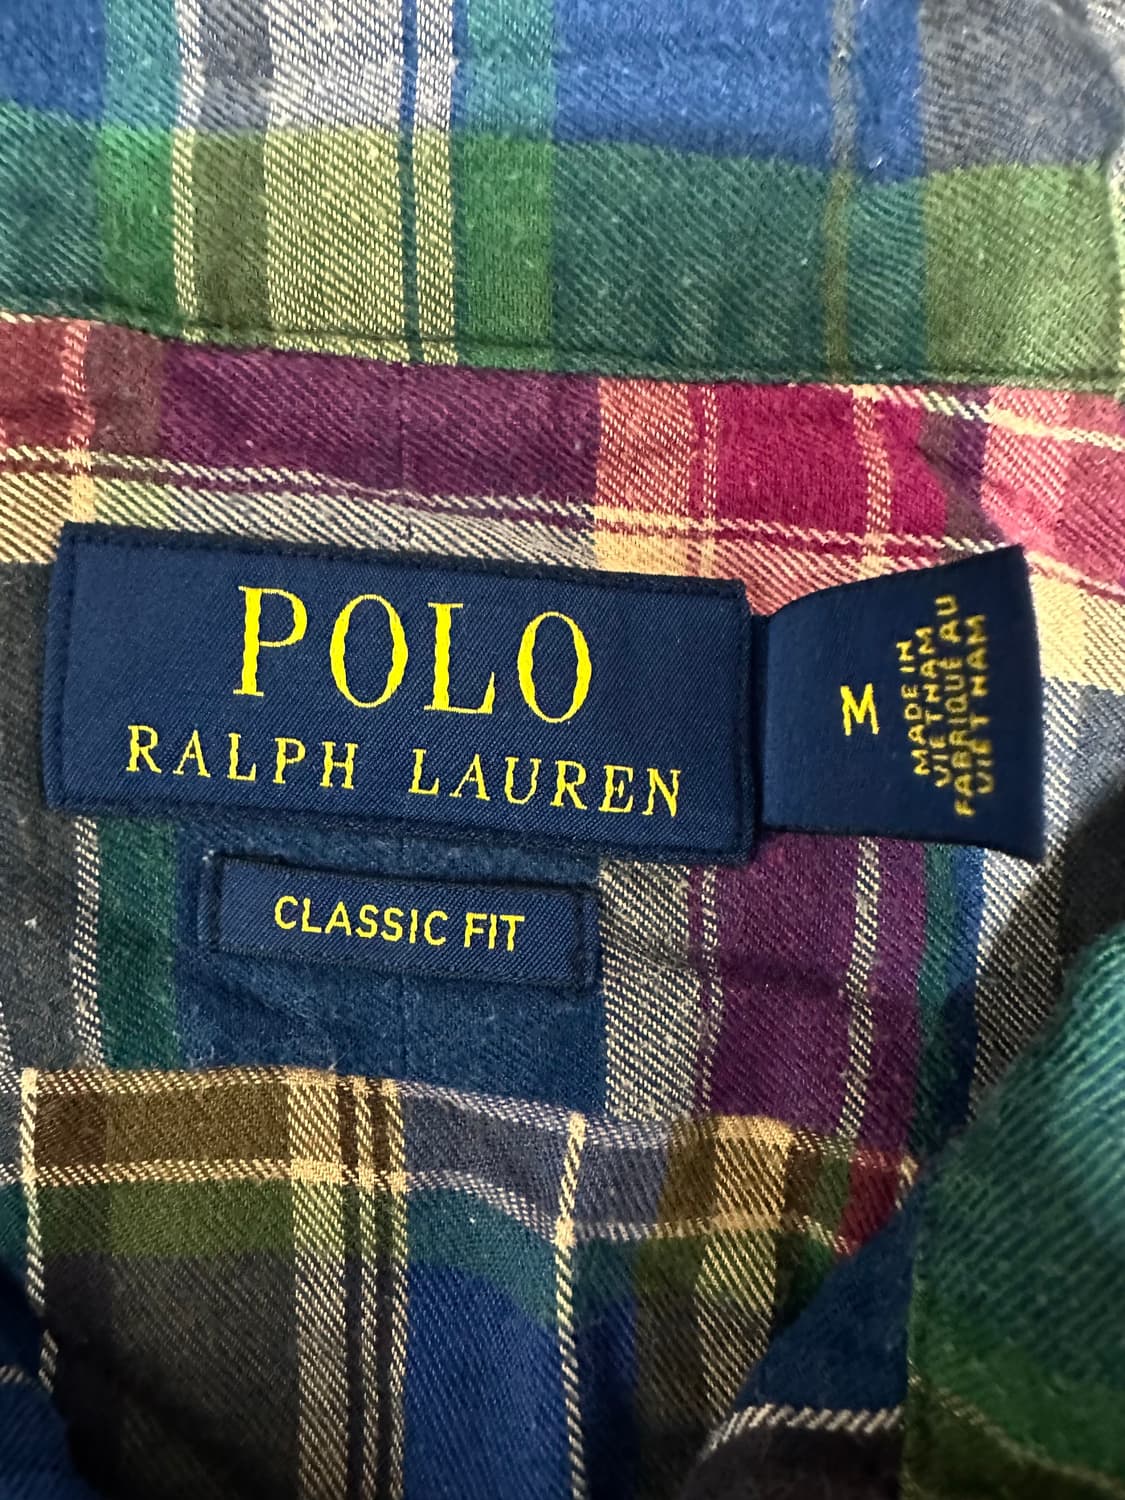 POLO
RALPH LAUREN
M
MADE IN
VIETNAM
FABRIQUÉ AU
VIETNAM
CLASSIC FIT